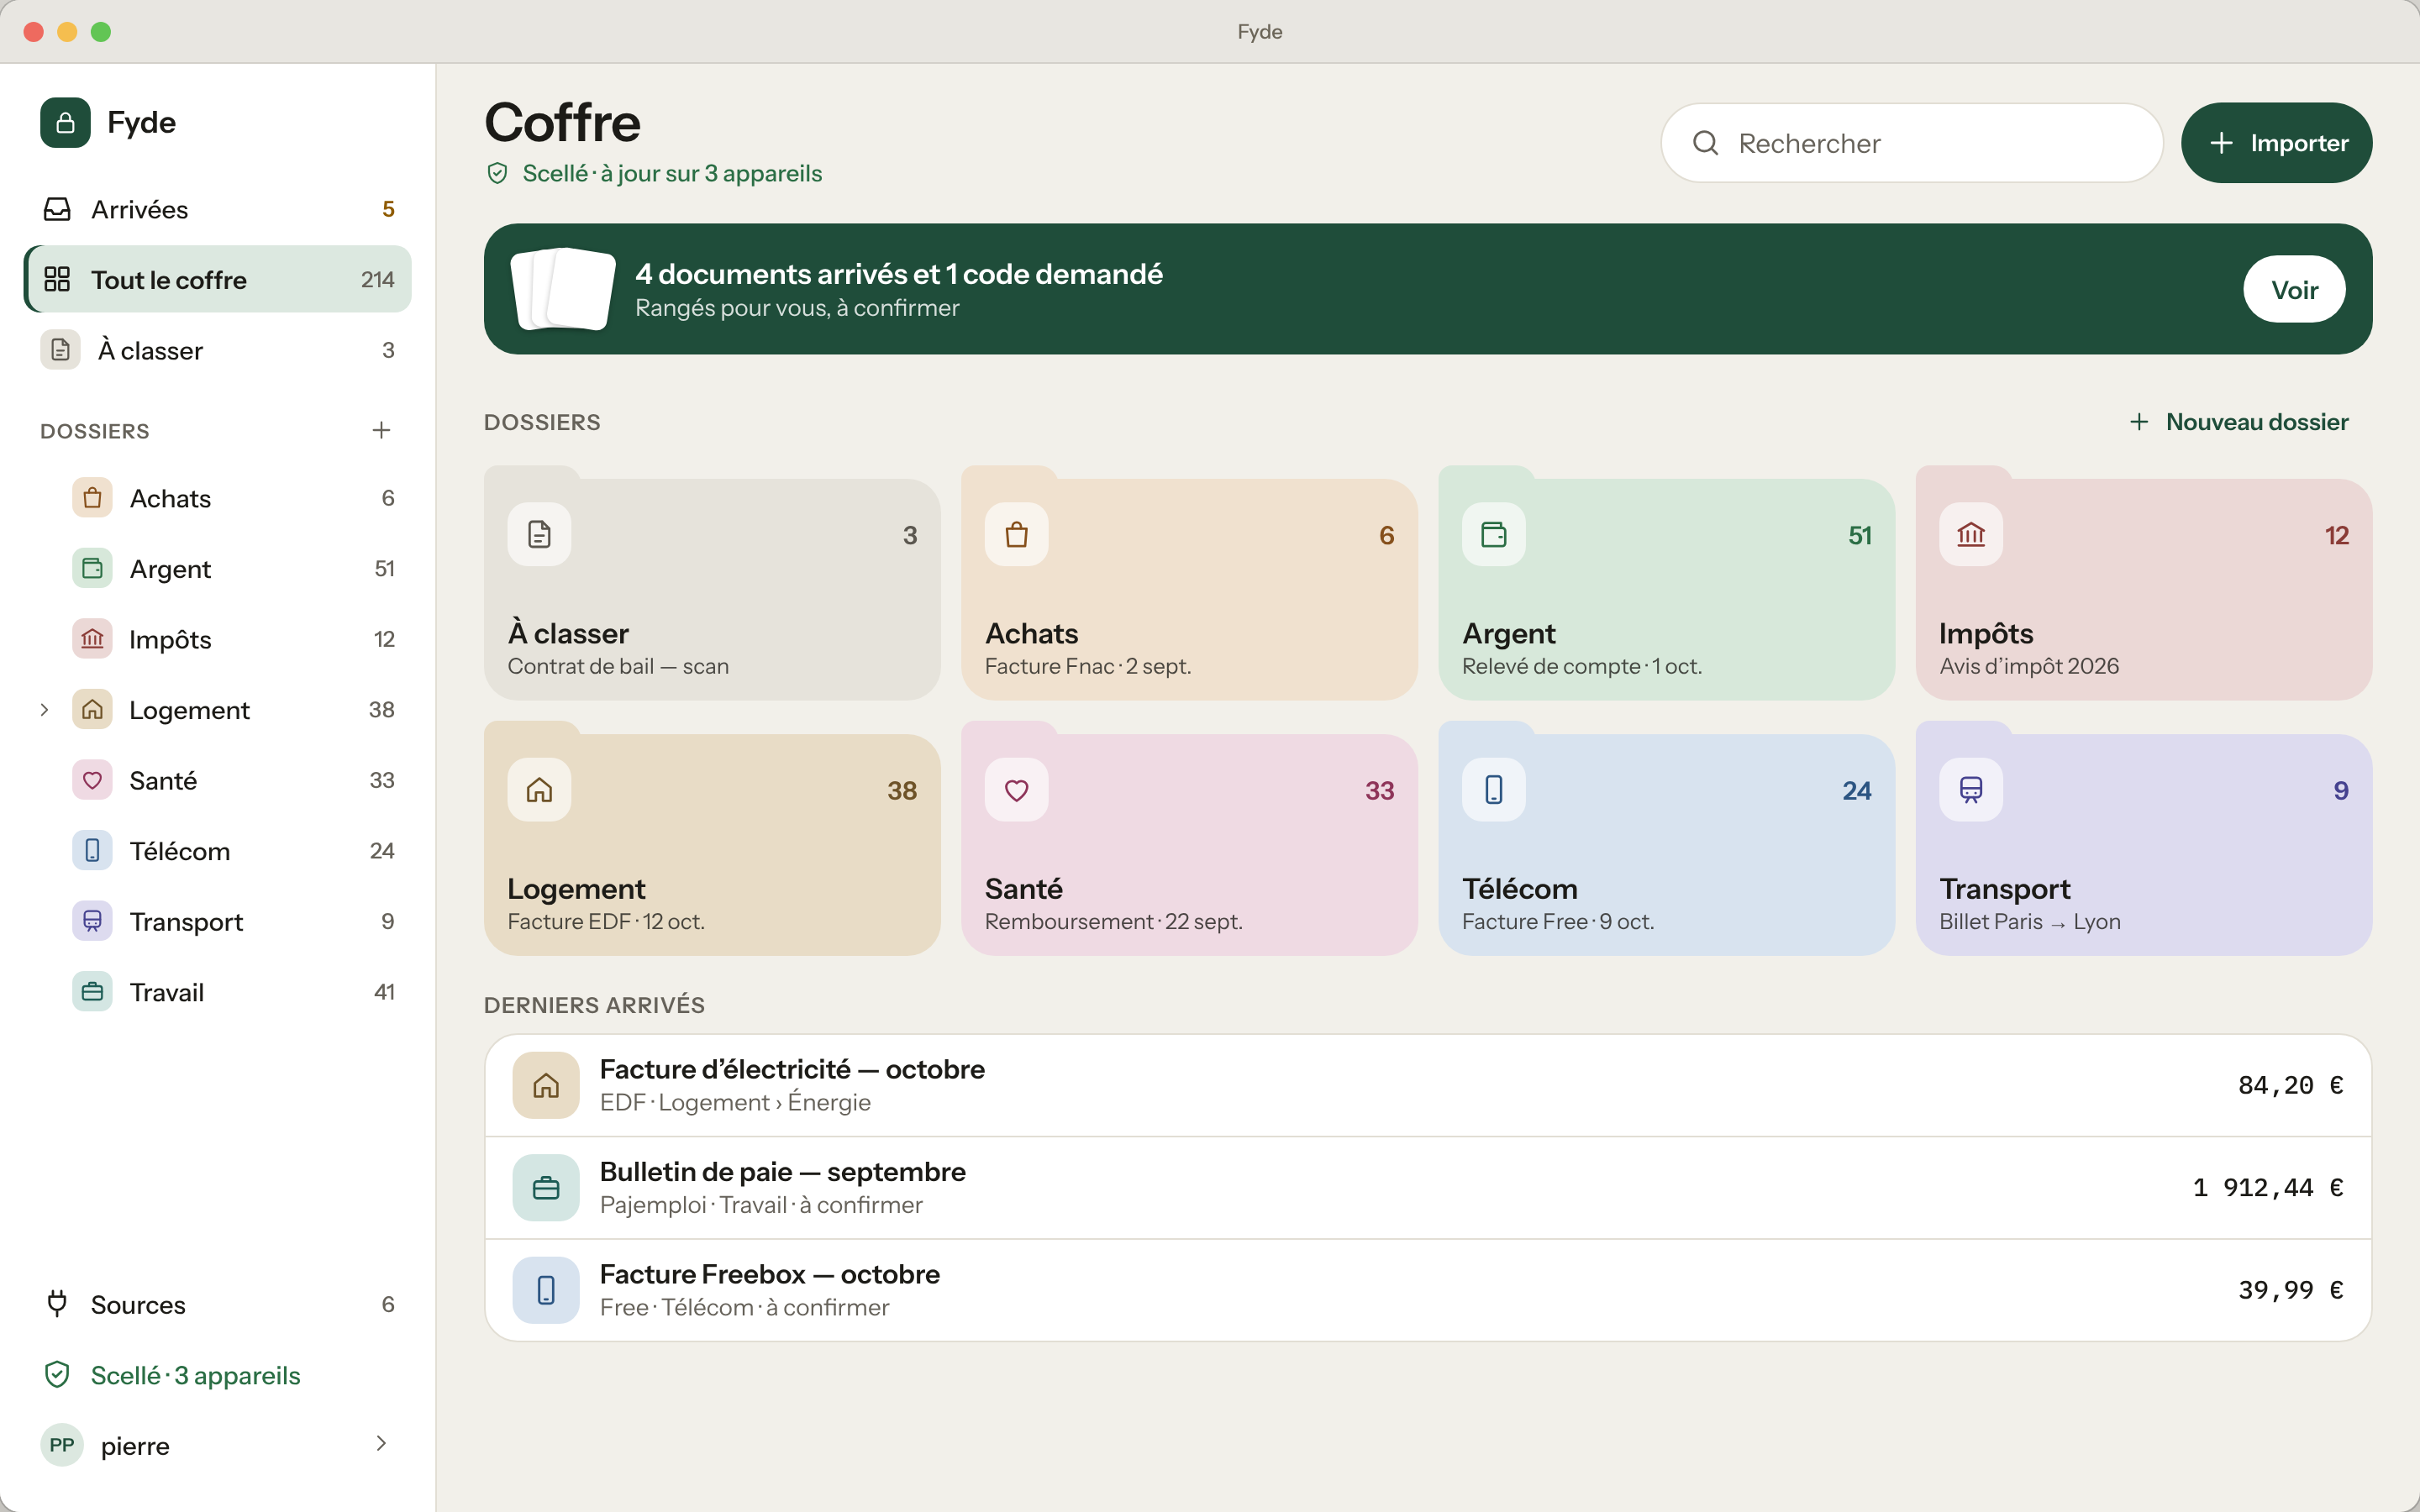 Fyde
Fyde
Arrivées 5
Tout le coffre 214
À classer 3
DOSSIERS
Achats 6
Argent 51
Impôts 12
Logement 38
Santé 33
Télécom 24
Transport 9
Travail 41
Sources 6
Scellé · 3 appareils
PP pierre
Coffre
Scellé · à jour sur 3 appareils
Rechercher
Importer
4 documents arrivés et 1 code demandé
Rangés pour vous, à confirmer
Voir
DOSSIERS
Nouveau dossier
3
À classer
Contrat de bail — scan
6
Achats
Facture Fnac · 2 sept.
51
Argent
Relevé de compte · 1 oct.
12
Impôts
Avis d’impôt 2026
38
Logement
Facture EDF · 12 oct.
33
Santé
Remboursement · 22 sept.
24
Télécom
Facture Free · 9 oct.
9
Transport
Billet Paris → Lyon
DERNIERS ARRIVÉS
Facture d’électricité — octobre
EDF · Logement › Énergie
84,20 €
Bulletin de paie — septembre
Pajemploi · Travail · à confirmer
1 912,44 €
Facture Freebox — octobre
Free · Télécom · à confirmer
39,99 €